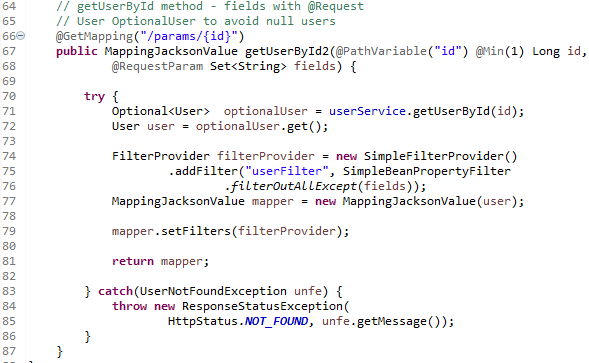 64 // getUserById method - fields with @Request
65 // User OptionalUser to avoid null users
66 @GetMapping("/params/{id}")
67 public MappingJacksonValue getUserById2(@PathVariable("id") @Min(1) Long id,
68 @RequestParam Set<String> fields) {
69
70 try {
71 Optional<User>  optionalUser = userService.getUserById(id);
72 User user = optionalUser.get();
73
74 FilterProvider filterProvider = new SimpleFilterProvider()
75 .addFilter("userFilter", SimpleBeanPropertyFilter
76 .filterOutAllExcept(fields));
77 MappingJacksonValue mapper = new MappingJacksonValue(user);
78
79 mapper.setFilters(filterProvider);
80
81 return mapper;
82
83 } catch(UserNotFoundException unfe) {
84 throw new ResponseStatusException(
85 HttpStatus.NOT_FOUND, unfe.getMessage());
86 }
87 }